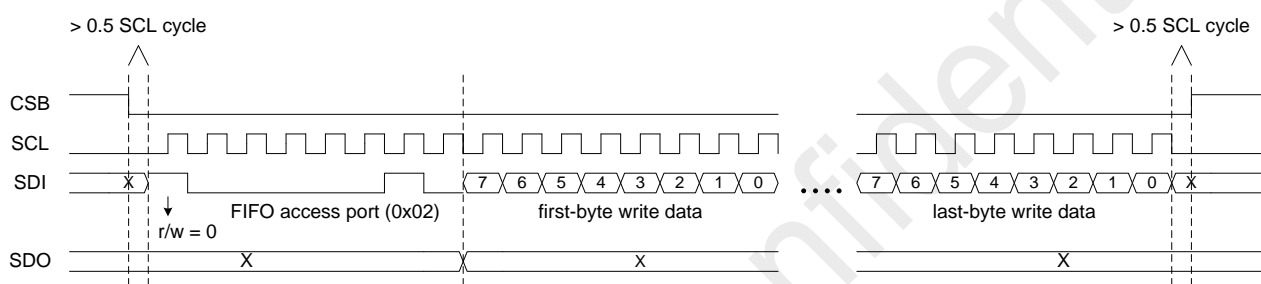 > 0.5 SCL cycle > 0.5 SCL cycle
CSB
SCL
SDI X 7 6 5 4 3 2 1 0 .... 7 6 5 4 3 2 1 0 X
FIFO access port (0x02) first-byte write data last-byte write data
r/w = 0
SDO X X X